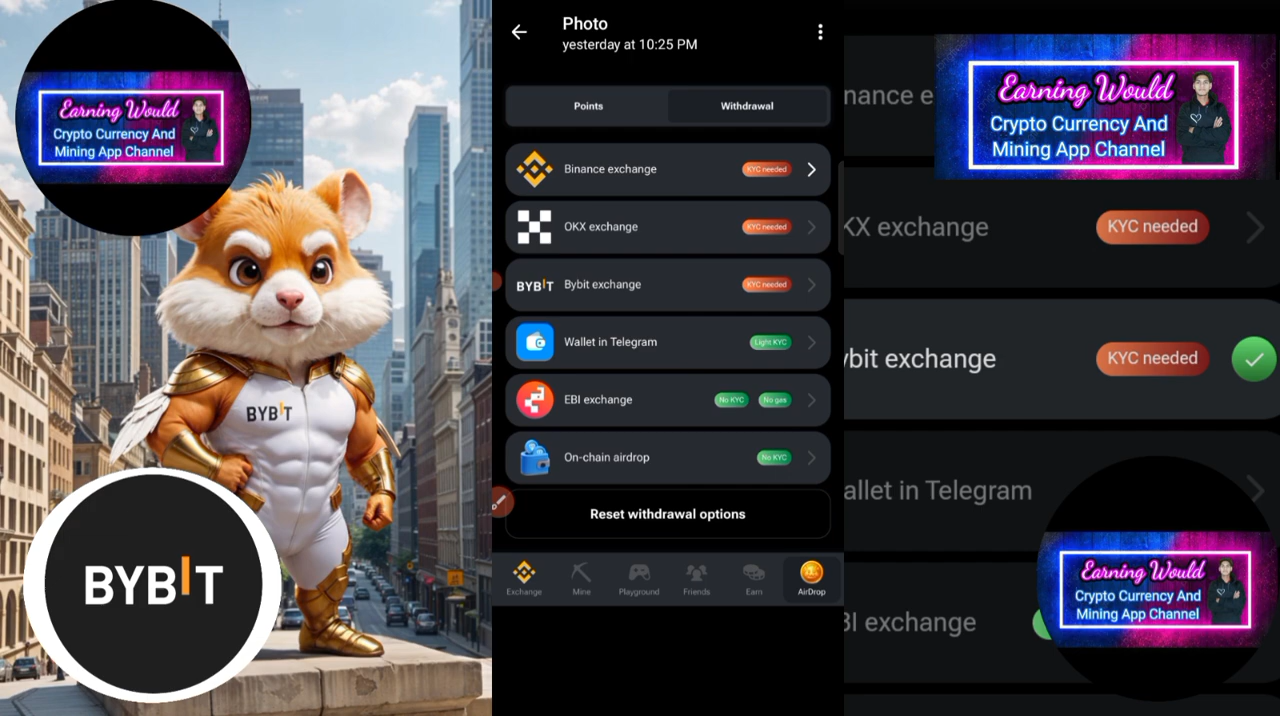 Earning Would
Crypto Currency And
Mining App Channel
BYBIT
BYBIT
Photo
yesterday at 10:25 PM
Points
Withdrawal
Binance exchange
KYC needed
OKX exchange
KYC needed
BYBIT
Bybit exchange
KYC needed
Wallet in Telegram
Light KYC
EBI exchange
No KYC
No gas
On-chain airdrop
No KYC
Reset withdrawal options
Exchange
Mine
Playground
Friends
Earn
AirDrop
nance e
Earning Would
Crypto Currency And
Mining App Channel
KX exchange
KYC needed
ybit exchange
KYC needed
allet in Telegram
BI exchange
Earning Would
Crypto Currency And
Mining App Channel